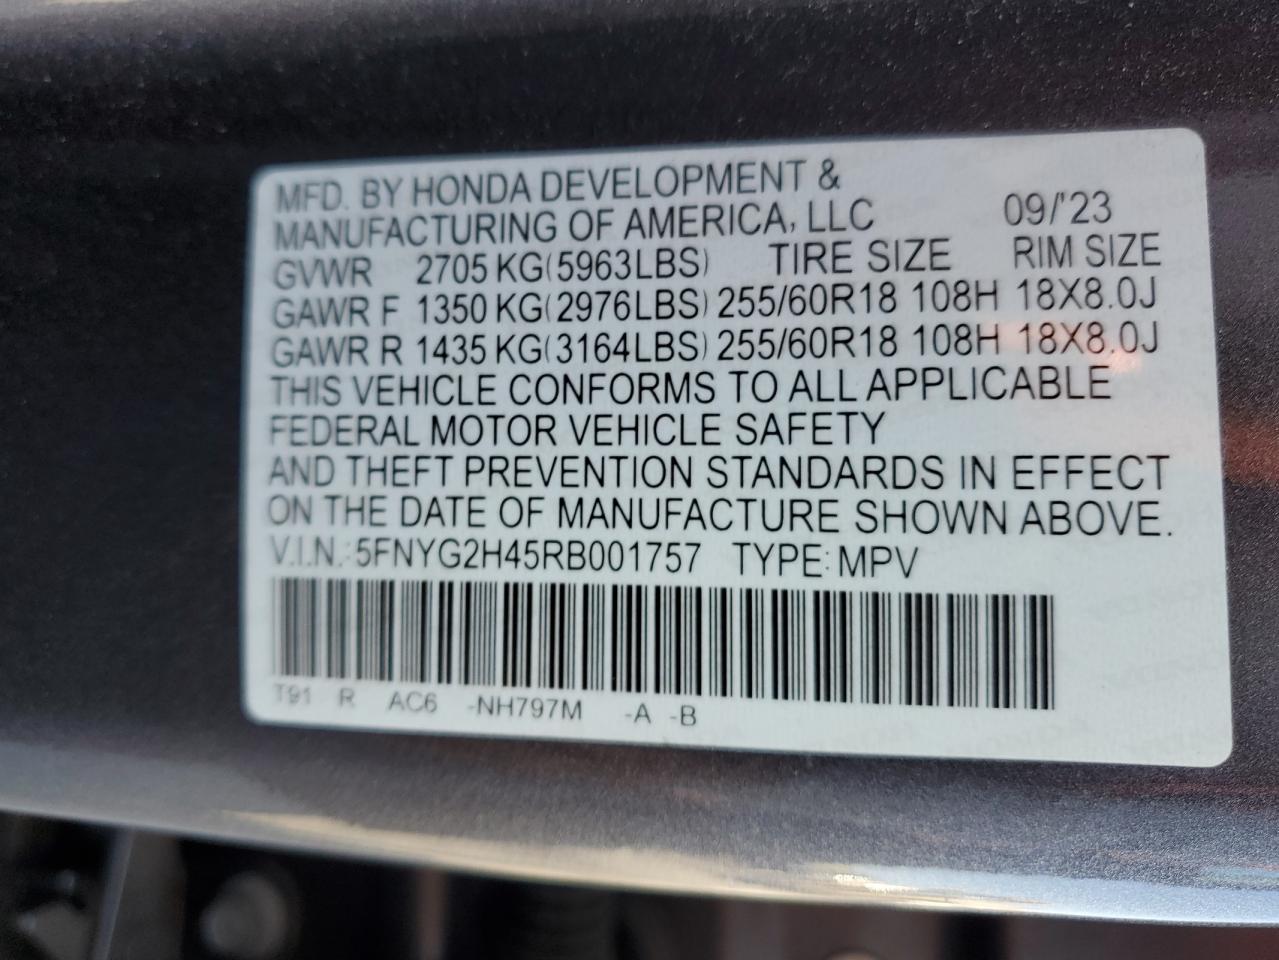 MFD. BY HONDA DEVELOPMENT &
MANUFACTURING OF AMERICA, LLC 09/'23
GVWR 2705 KG(5963LBS) TIRE SIZE RIM SIZE
GAWR F 1350 KG(2976LBS) 255/60R18 108H 18X8.0J
GAWR R 1435 KG(3164LBS) 255/60R18 108H 18X8.0J
THIS VEHICLE CONFORMS TO ALL APPLICABLE
FEDERAL MOTOR VEHICLE SAFETY
AND THEFT PREVENTION STANDARDS IN EFFECT
ON THE DATE OF MANUFACTURE SHOWN ABOVE.
V.I.N.: 5FNYG2H45RB001757 TYPE: MPV
T91 R AC6 -NH797M -A -B